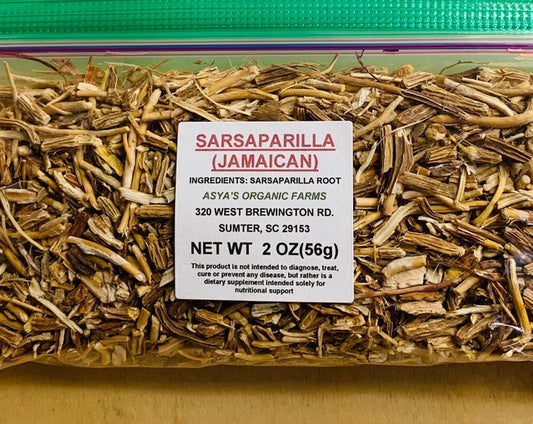 SARSAPARILLA
(JAMAICAN)
INGREDIENTS: SARSAPARILLA ROOT
ASYA'S ORGANIC FARMS
320 WEST BREWINGTON RD.
SUMTER, SC 29153
NET WT 2 OZ(56g)
This product is not intended to diagnose, treat,
cure or prevent any disease, but rather is a
dietary supplement intended solely for
nutritional support